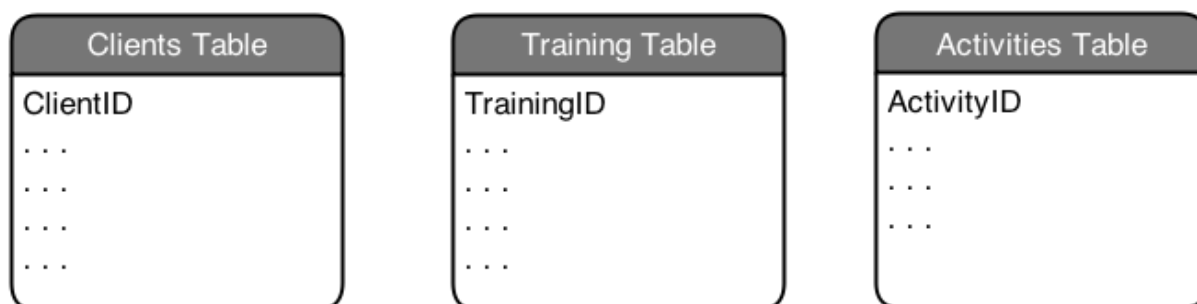 Clients Table
ClientID
. . .
. . .
. . .
. . .
Training Table
TrainingID
. . .
. . .
. . .
. . .
Activities Table
ActivityID
. . .
. . .
. . .